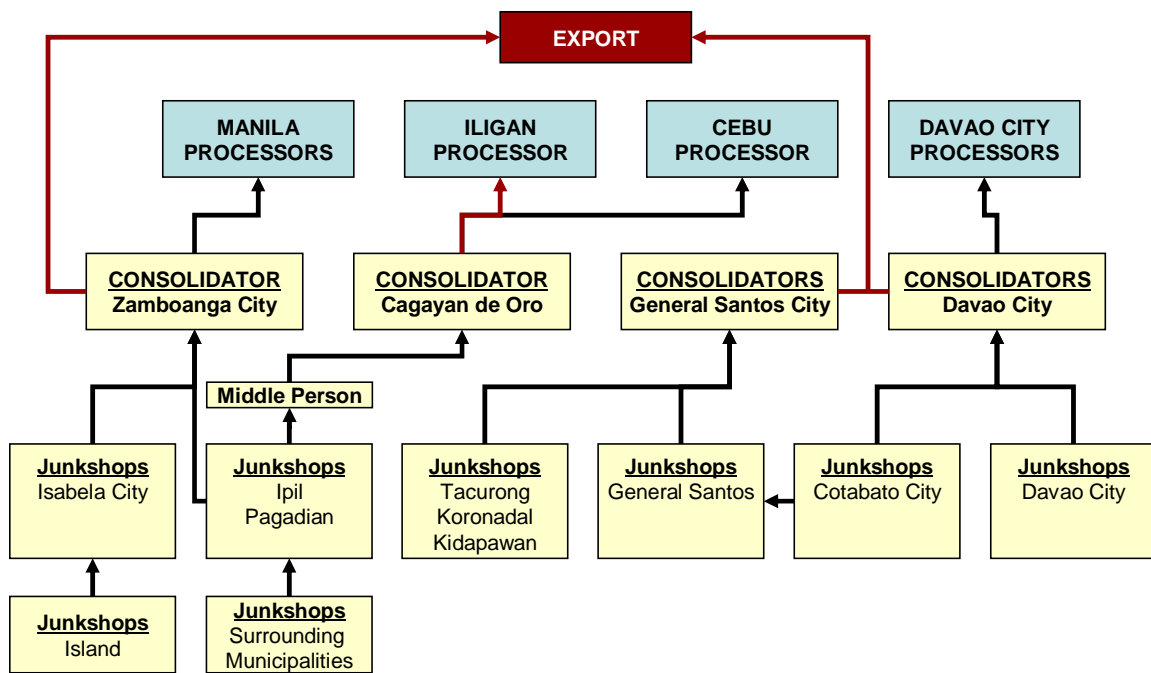 EXPORT
MANILA
PROCESSORS
ILIGAN
PROCESSOR
CEBU
PROCESSOR
DAVAO CITY
PROCESSORS
CONSOLIDATOR
Zamboanga City
CONSOLIDATOR
Cagayan de Oro
CONSOLIDATORS
General Santos City
CONSOLIDATORS
Davao City
Middle Person
Junkshops
Isabela City
Junkshops
Ipil
Pagadian
Junkshops
Tacurong
Koronadal
Kidapawan
Junkshops
General Santos
Junkshops
Cotabato City
Junkshops
Davao City
Junkshops
Island
Junkshops
Surrounding
Municipalities